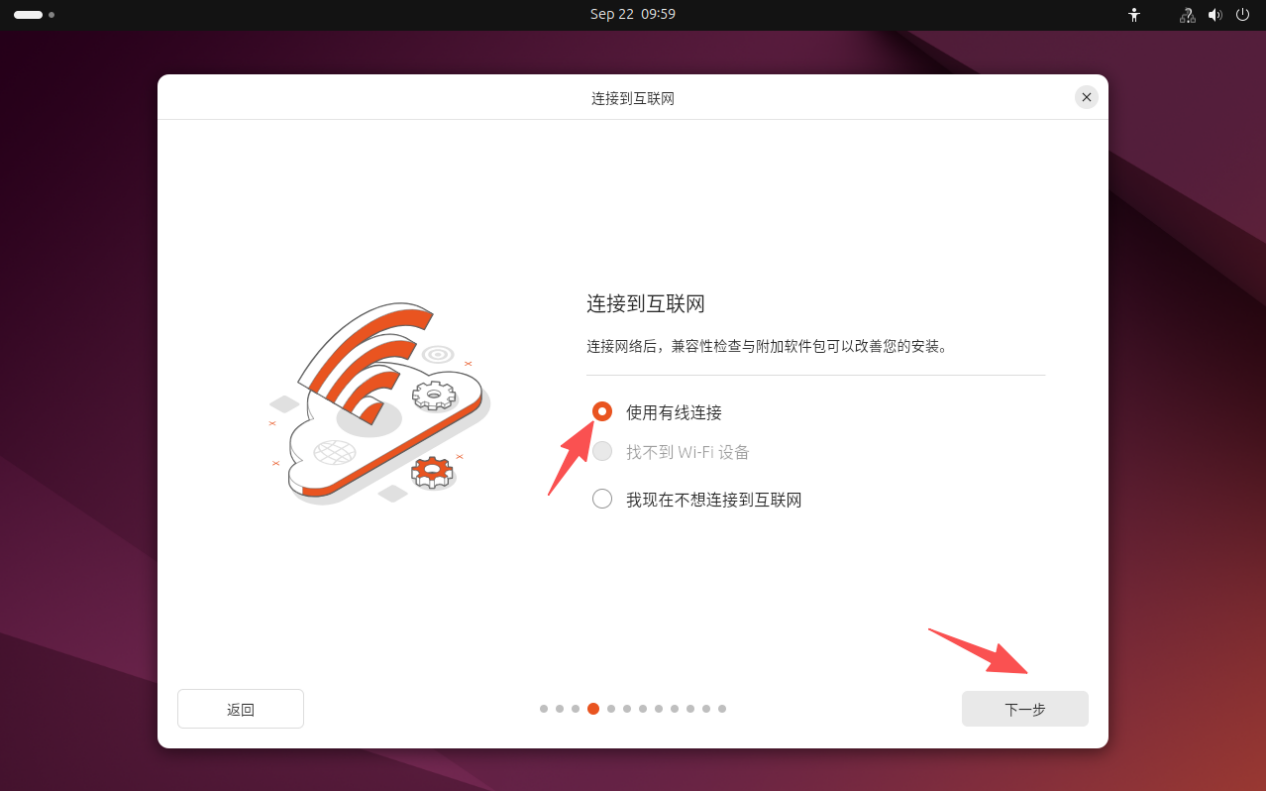 Sep 22 09:59
连接到互联网
连接到互联网
连接网络后，兼容性检查与附加软件包可以改善您的安装。
使用有线连接
找不到 Wi-Fi 设备
我现在不想连接到互联网
返回
下一步